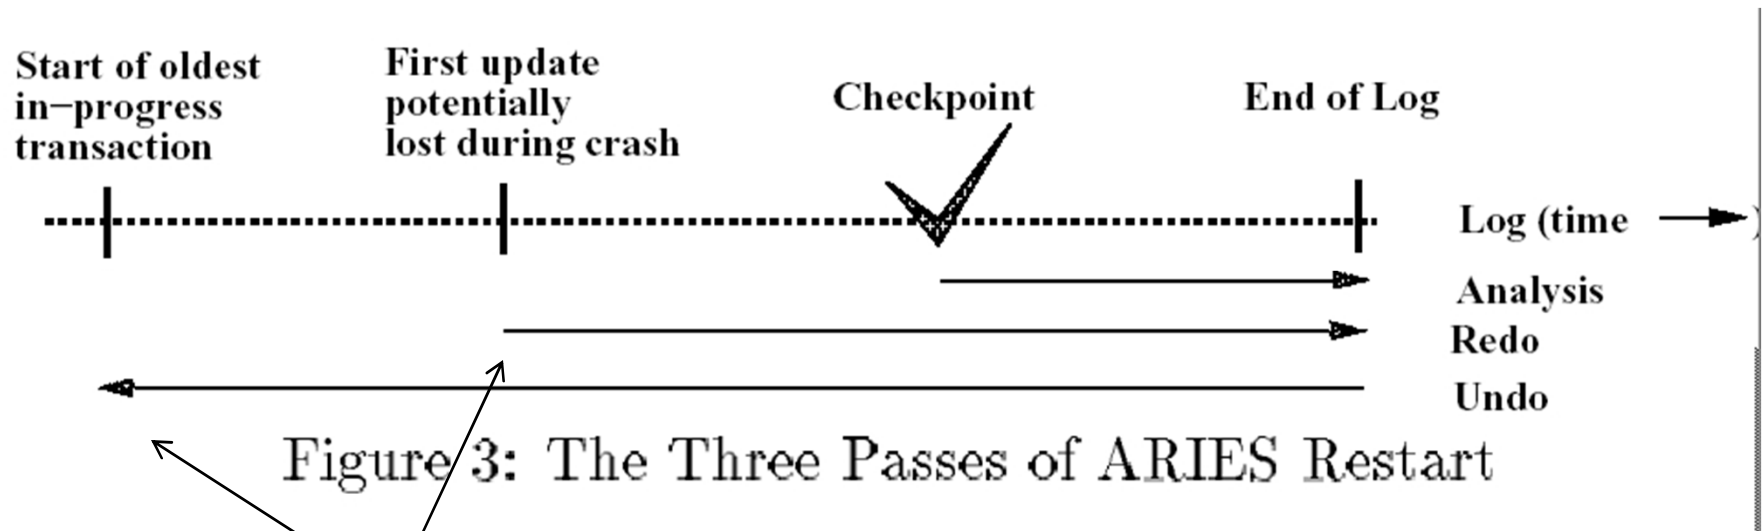 Start of oldest
in−progress
transaction
First update
potentially
lost during crash
Checkpoint
End of Log
Log (time )
Analysis
Redo
Undo
Figure 3: The Three Passes of ARIES Restart